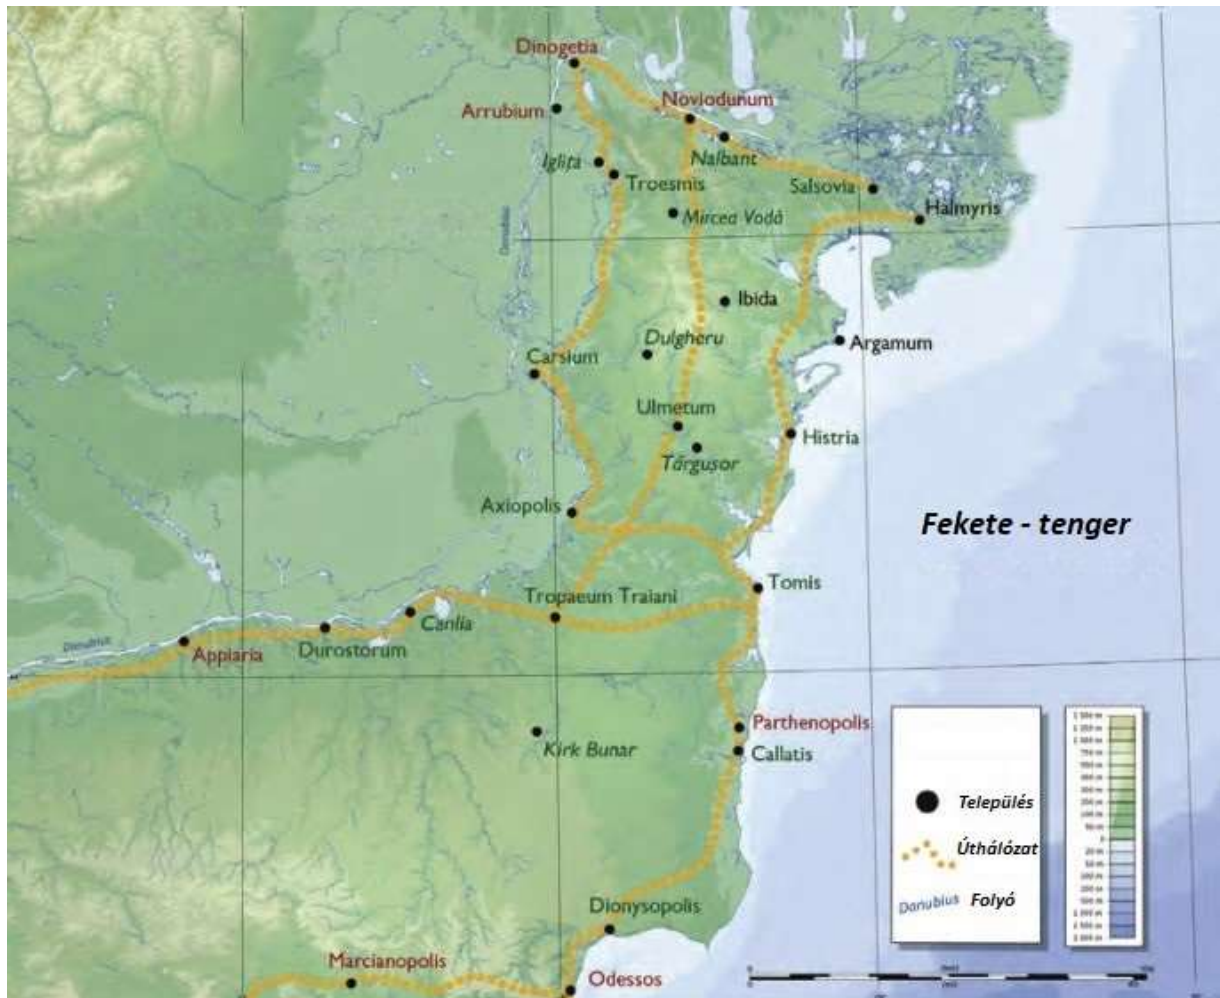 Dinogetia
Arrubium
Noviodunum
Iglița
Nalbant
Troesmis
Salsovia
Mircea Vodă
Halmyris
Danubius
Ibida
Dulgheru
Argamum
Carsium
Ulmetum
Histria
Târgușor
Axiopolis
Fekete - tenger
Tomis
Tropaeum Traiani
Canlia
Danubius
Durostorum
Appiaria
Parthenopolis
Kirk Bunar
Callatis
Település
Úthálózat
Danubius Folyó
Dionysopolis
Marcianopolis
Odessos